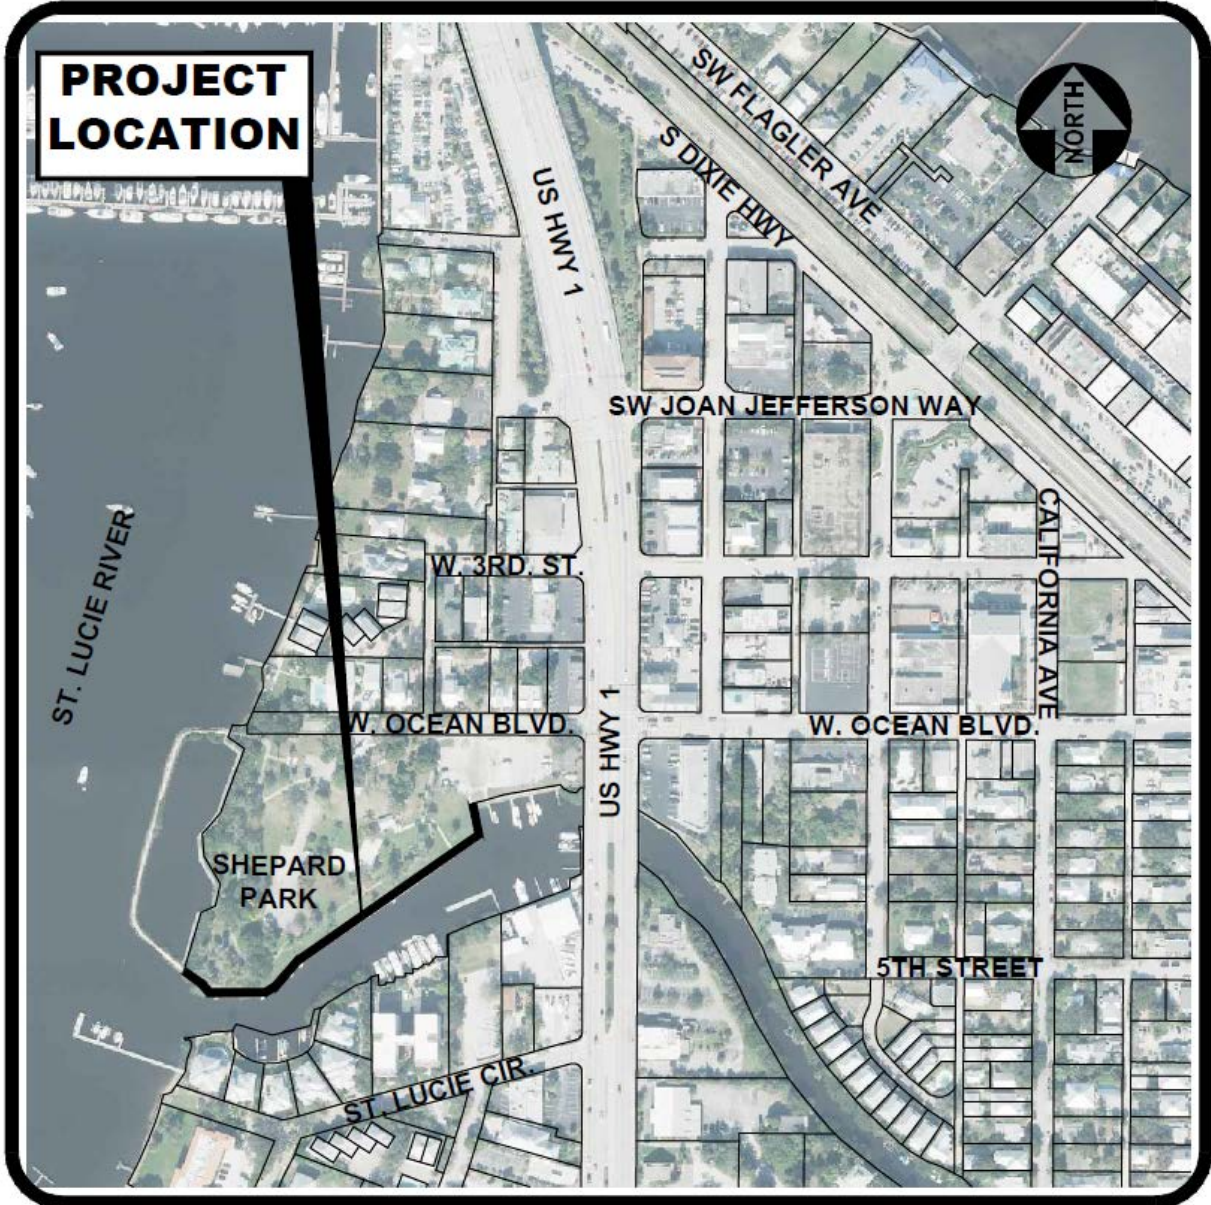 PROJECT
LOCATION
SW FLAGLER AVE
NORTH
S DIXIE HWY
US HWY 1
SW JOAN JEFFERSON WAY
CALIFORNIA AVE
ST. LUCIE RIVER
W. 3RD. ST.
W. OCEAN BLVD.
W. OCEAN BLVD.
US HWY 1
SHEPARD
PARK
5TH STREET
ST. LUCIE CIR.